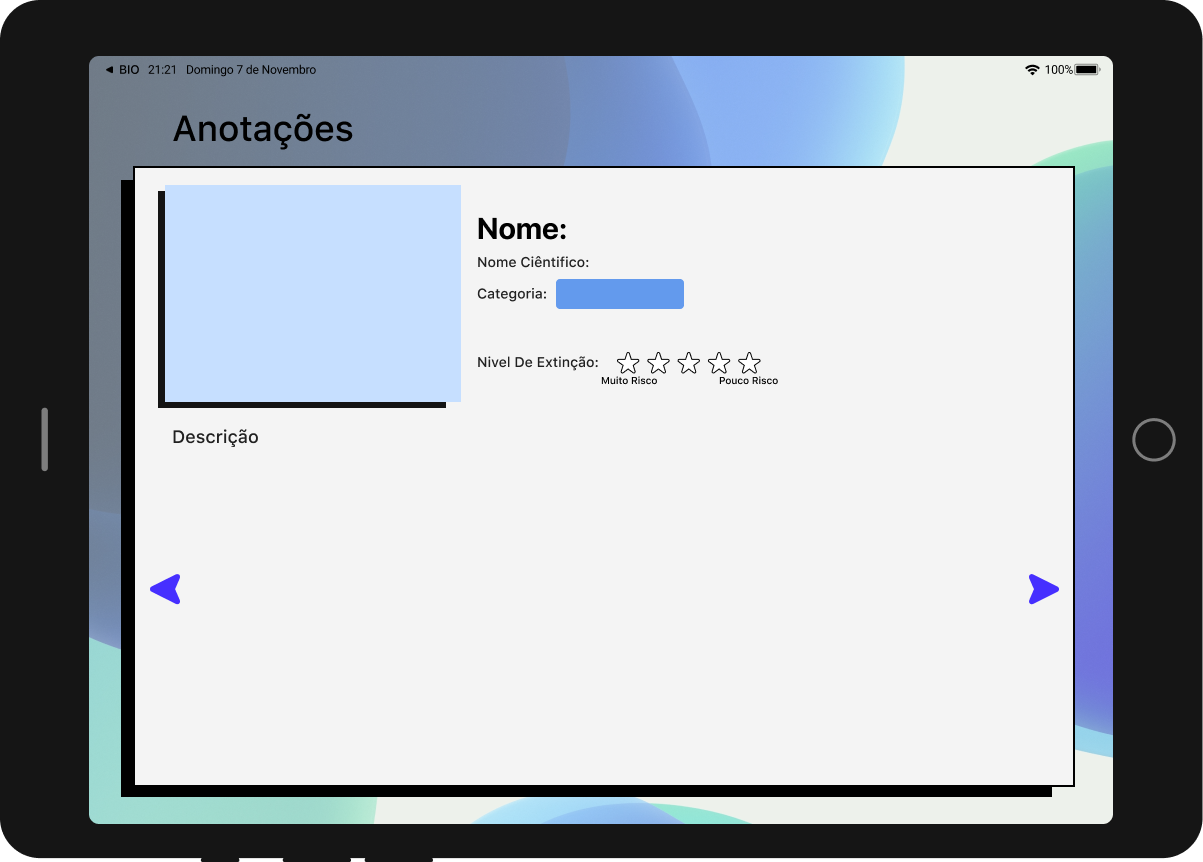 ◀ BIO 21:21 Domingo 7 de Novembro 100%
Anotações
Nome:
Nome Ciêntifico:
Categoria:
Nivel De Extinção:
Muito Risco Pouco Risco
Descrição